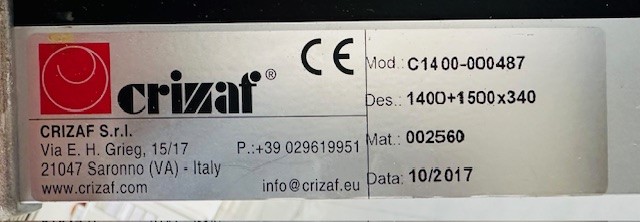 crizaf®
CE
CRIZAF S.r.l.
Via E. H. Grieg, 15/17
P.:+39 029619951
21047 Saronno (VA) - Italy
www.crizaf.com
info@crizaf.eu
Mod.: C1400-000487
Des.: 1400+1500x340
Mat.: 002560
Data: 10/2017